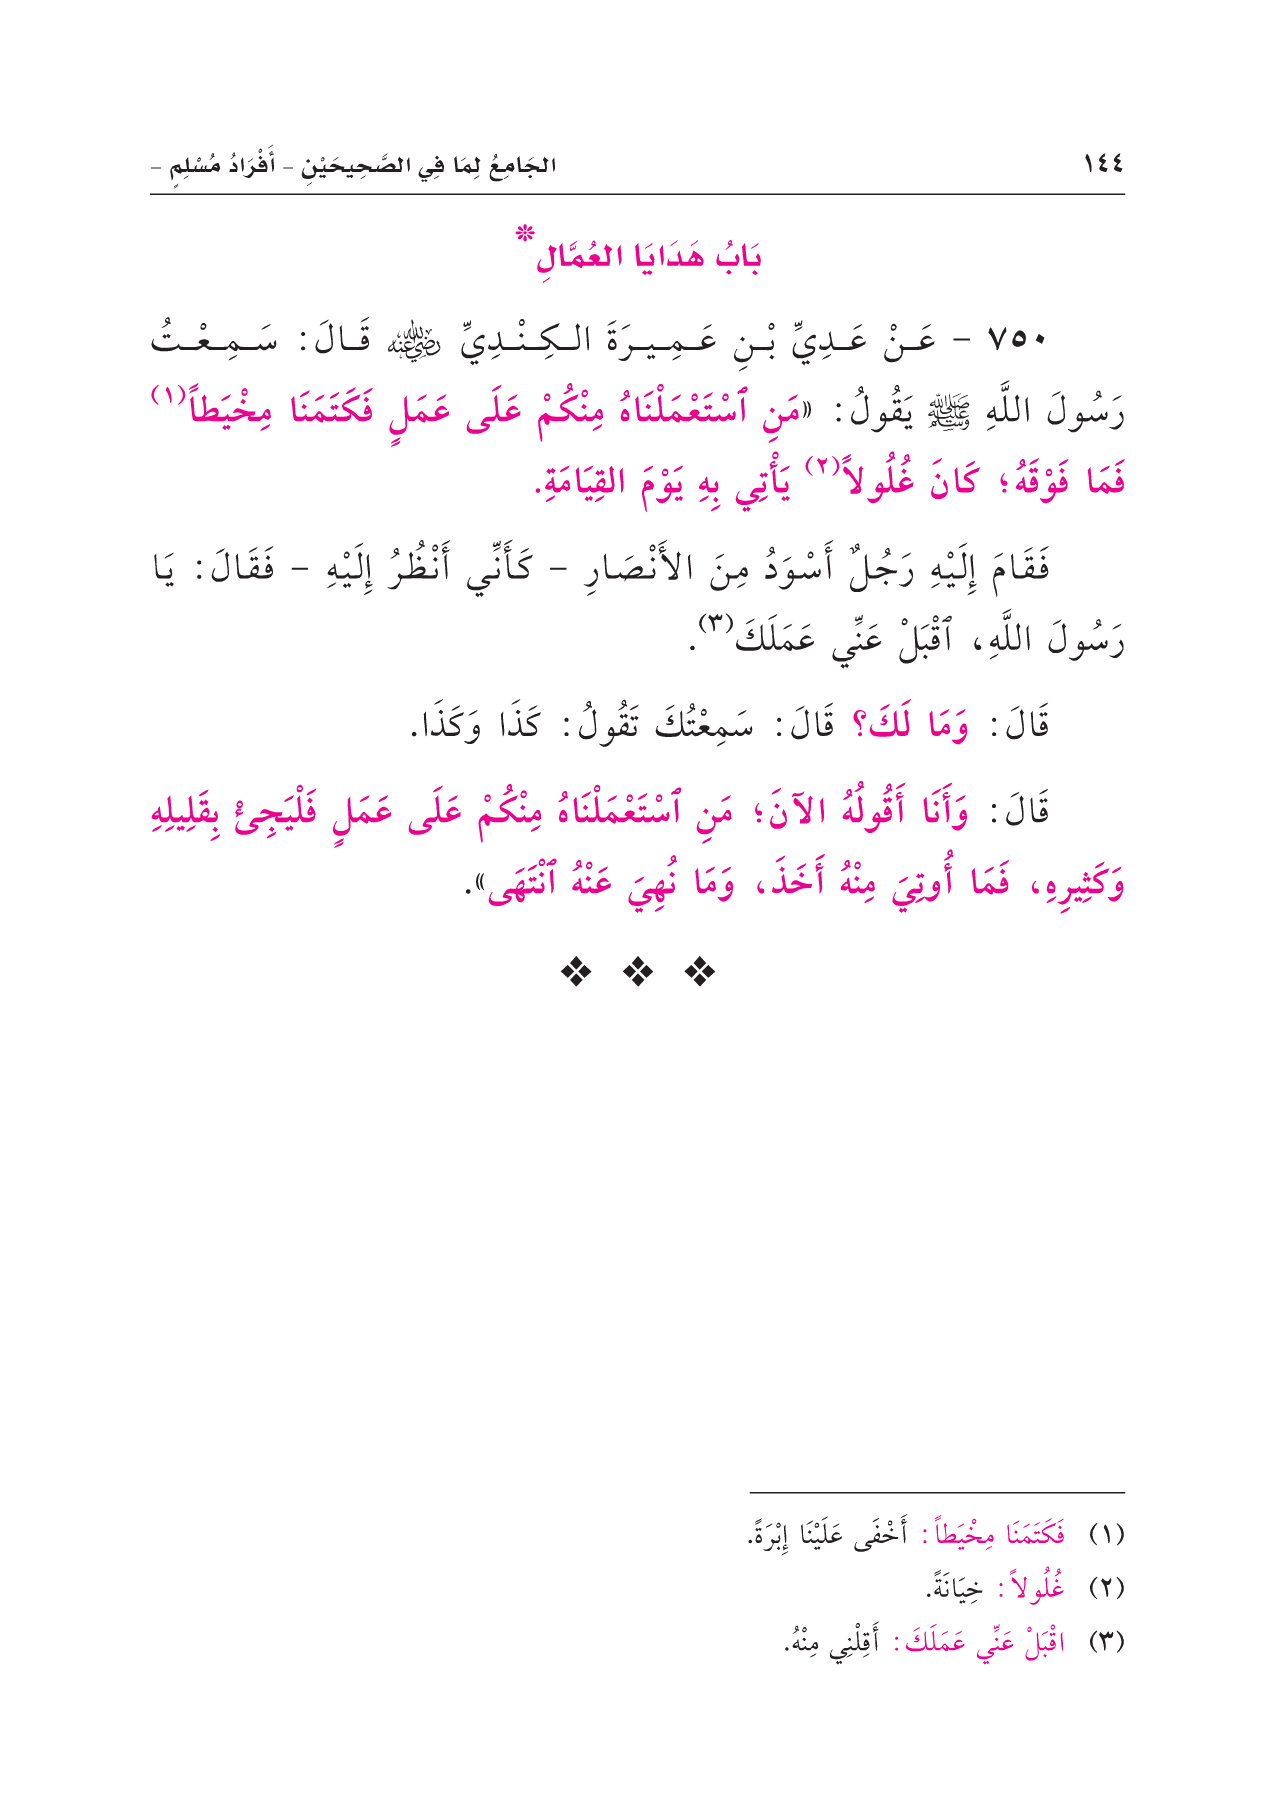 ١٤٤ الجَامِعُ لِمَا فِي الصَّحِيحَيْنِ – أَفْرَادُ مُسْلِمٍ –
بَابُ هَدَايَا العُمَّالِ*
٧٥٠ – عَنْ عَدِيِّ بْنِ عَمِيرَةَ الكِنْدِيِّ رضي الله عنه قَالَ: سَمِعْتُ
رَسُولَ اللَّهِ ﷺ يَقُولُ: «مَنِ ٱسْتَعْمَلْنَاهُ مِنْكُمْ عَلَى عَمَلٍ فَكَتَمَنَا مِخْيَطاً(١)
فَمَا فَوْقَهُ؛ كَانَ غُلُولاً(٢) يَأْتِي بِهِ يَوْمَ القِيَامَةِ.
فَقَامَ إِلَيْهِ رَجُلٌ أَسْوَدُ مِنَ الأَنْصَارِ – كَأَنِّي أَنْظُرُ إِلَيْهِ – فَقَالَ: يَا
رَسُولَ اللَّهِ، ٱقْبَلْ عَنِّي عَمَلَكَ(٣).
قَالَ: وَمَا لَكَ؟ قَالَ: سَمِعْتُكَ تَقُولُ: كَذَا وَكَذَا.
قَالَ: وَأَنَا أَقُولُهُ الآنَ؛ مَنِ ٱسْتَعْمَلْنَاهُ مِنْكُمْ عَلَى عَمَلٍ فَلْيَجِئْ بِقَلِيلِهِ
وَكَثِيرِهِ، فَمَا أُوتِيَ مِنْهُ أَخَذَ، وَمَا نُهِيَ عَنْهُ ٱنْتَهَى».
(١) فَكَتَمَنَا مِخْيَطاً: أَخْفَى عَلَيْنَا إِبْرَةً.
(٢) غُلُولاً: خِيَانَةً.
(٣) اقْبَلْ عَنِّي عَمَلَكَ: أَقِلْنِي مِنْهُ.